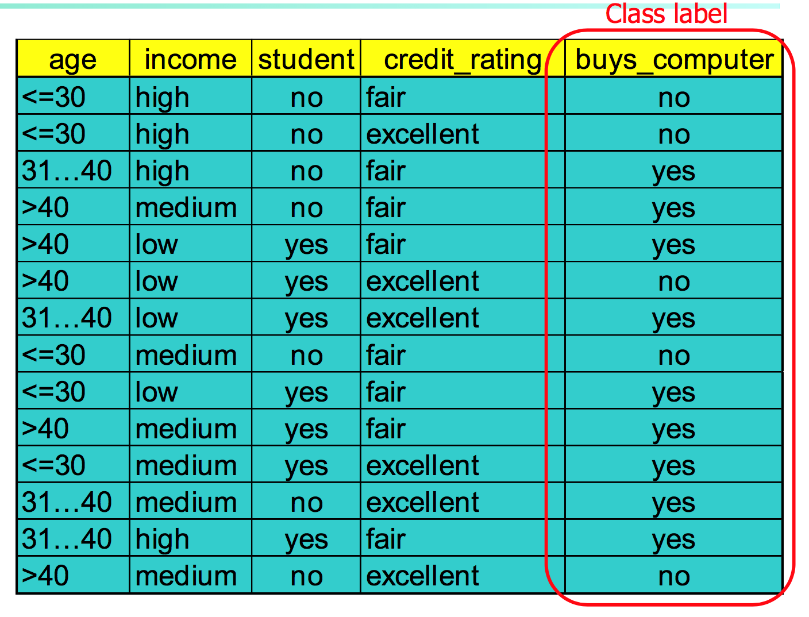 Class label
age income student credit_rating buys_computer
<=30 high no fair no
<=30 high no excellent no
31…40 high no fair yes
>40 medium no fair yes
>40 low yes fair yes
>40 low yes excellent no
31…40 low yes excellent yes
<=30 medium no fair no
<=30 low yes fair yes
>40 medium yes fair yes
<=30 medium yes excellent yes
31…40 medium no excellent yes
31…40 high yes fair yes
>40 medium no excellent no